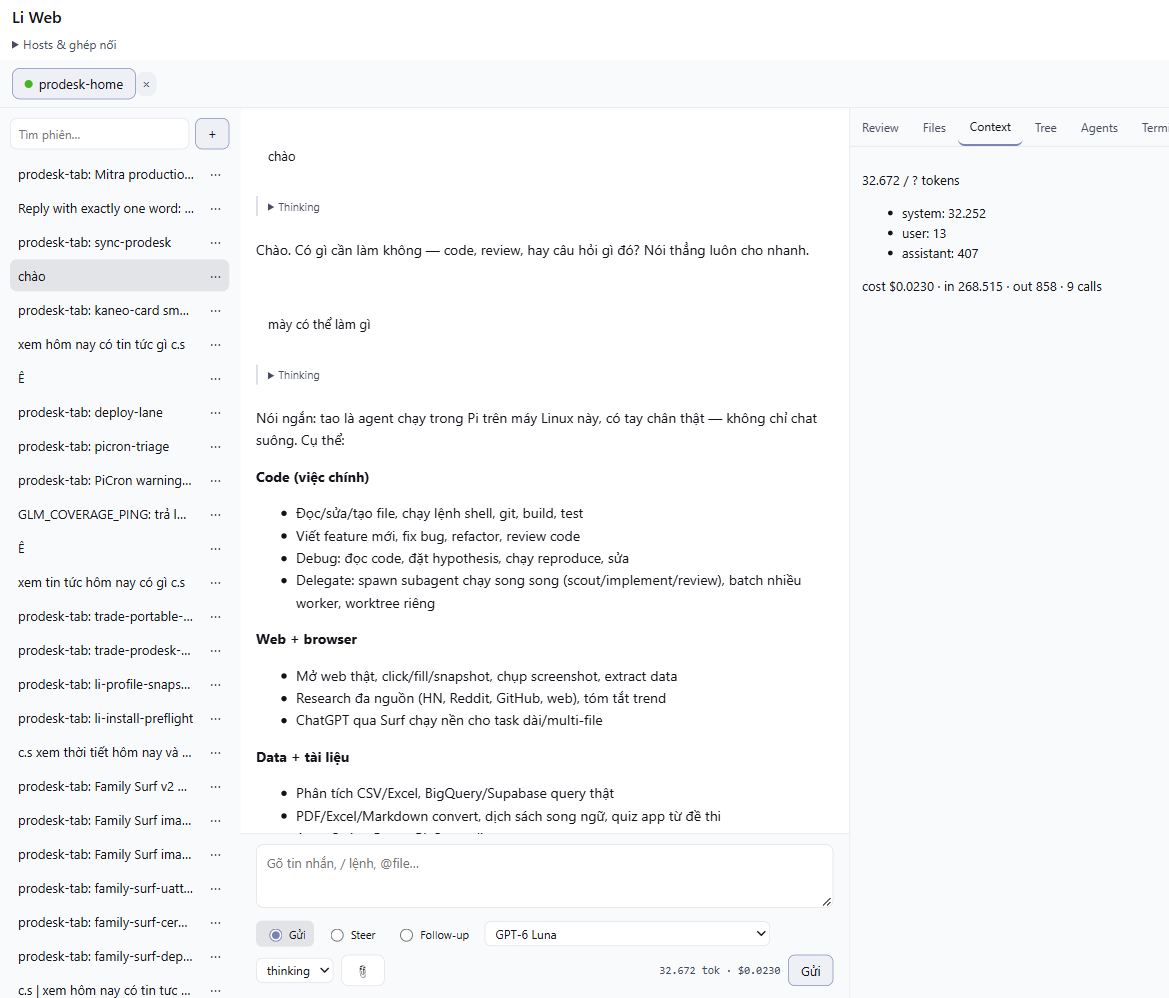 Li Web
▶ Hosts & ghép nối
prodesk-home
×
Tìm phiên...
+
prodesk-tab: Mitra productio... ...
Reply with exactly one word: ... ...
prodesk-tab: sync-prodesk ...
chào ...
prodesk-tab: kaneo-card sm... ...
xem hôm nay có tin tức gì c.s ...
Ê ...
prodesk-tab: deploy-lane ...
prodesk-tab: picron-triage ...
prodesk-tab: PiCron warning... ...
GLM_COVERAGE_PING: trả l... ...
Ê ...
xem tin tức hôm nay có gì c.s ...
prodesk-tab: trade-portable-... ...
prodesk-tab: trade-prodesk-... ...
prodesk-tab: li-profile-snaps... ...
prodesk-tab: li-install-preflight ...
c.s xem thời tiết hôm nay và ... ...
prodesk-tab: Family Surf v2 ... ...
prodesk-tab: Family Surf ima... ...
prodesk-tab: Family Surf ima... ...
prodesk-tab: family-surf-uatt... ...
prodesk-tab: family-surf-cer... ...
prodesk-tab: family-surf-dep... ...
c.s | xem hôm nay có tin tưc ... ...
chào
▶ Thinking
Chào. Có gì cần làm không — code, review, hay câu hỏi gì đó? Nói thẳng luôn cho nhanh.
mày có thể làm gì
▶ Thinking
Nói ngắn: tao là agent chạy trong Pi trên máy Linux này, có tay chân thật — không chỉ chat
suông. Cụ thể:
Code (việc chính)
• Đọc/sửa/tạo file, chạy lệnh shell, git, build, test
• Viết feature mới, fix bug, refactor, review code
• Debug: đọc code, đặt hypothesis, chạy reproduce, sửa
• Delegate: spawn subagent chạy song song (scout/implement/review), batch nhiều
worker, worktree riêng
Web + browser
• Mở web thật, click/fill/snapshot, chụp screenshot, extract data
• Research đa nguồn (HN, Reddit, GitHub, web), tóm tắt trend
• ChatGPT qua Surf chạy nền cho task dài/multi-file
Data + tài liệu
• Phân tích CSV/Excel, BigQuery/Supabase query thật
• PDF/Excel/Markdown convert, dịch sách song ngữ, quiz app từ đề thi
Gõ tin nhắn, / lệnh, @file...
Gửi Steer Follow-up GPT-6 Luna
thinking
32.672 tok · $0.0230 Gửi
Review Files Context Tree Agents Termi
32.672 / ? tokens
• system: 32.252
• user: 13
• assistant: 407
cost $0.0230 · in 268.515 · out 858 · 9 calls